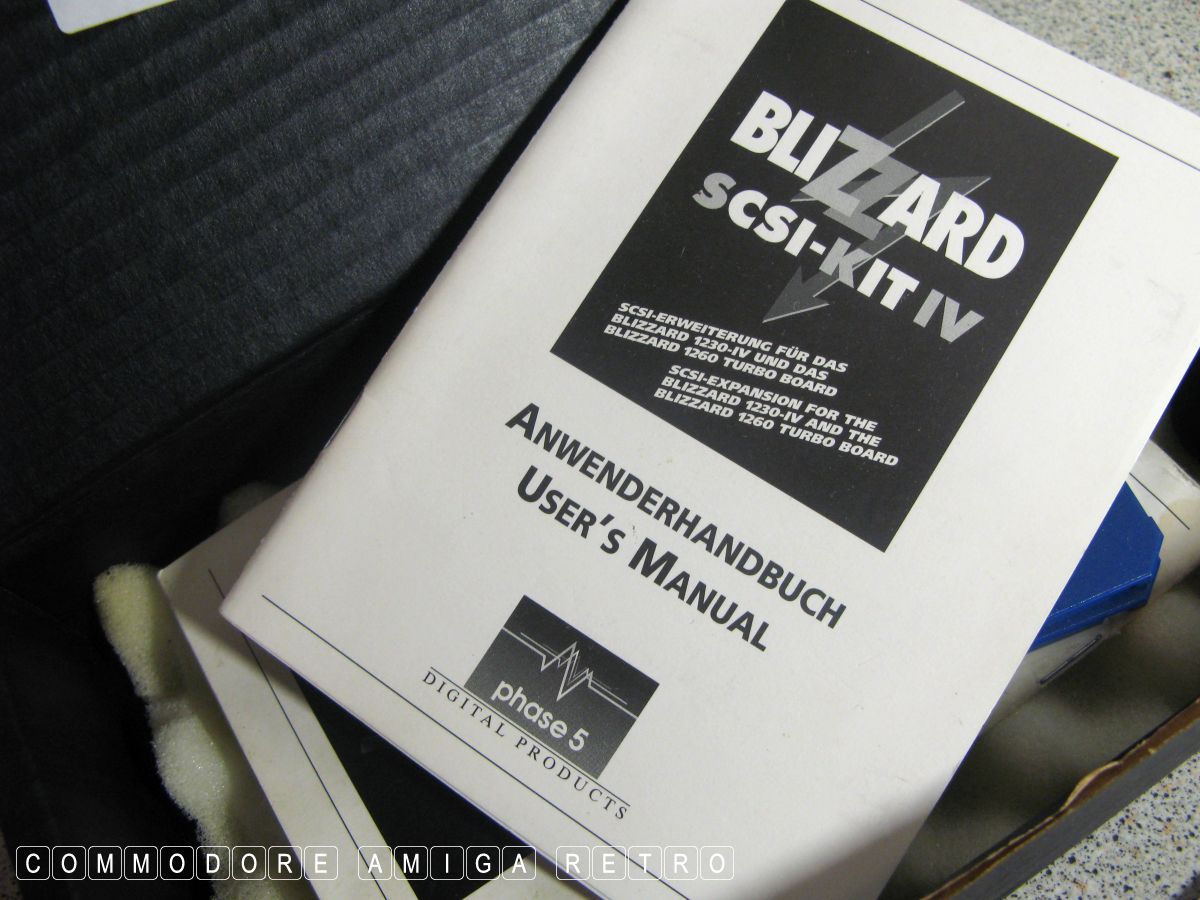 BLIZZARD
SCSI-KIT IV
SCSI-ERWEITERUNG FÜR DAS
BLIZZARD 1230-IV UND DAS
BLIZZARD 1260 TURBO BOARD
SCSI-EXPANSION FOR THE
BLIZZARD 1230-IV AND THE
BLIZZARD 1260 TURBO BOARD
ANWENDERHANDBUCH
USER'S MANUAL
phase 5
DIGITAL PRODUCTS
COMMODORE AMIGA RETRO